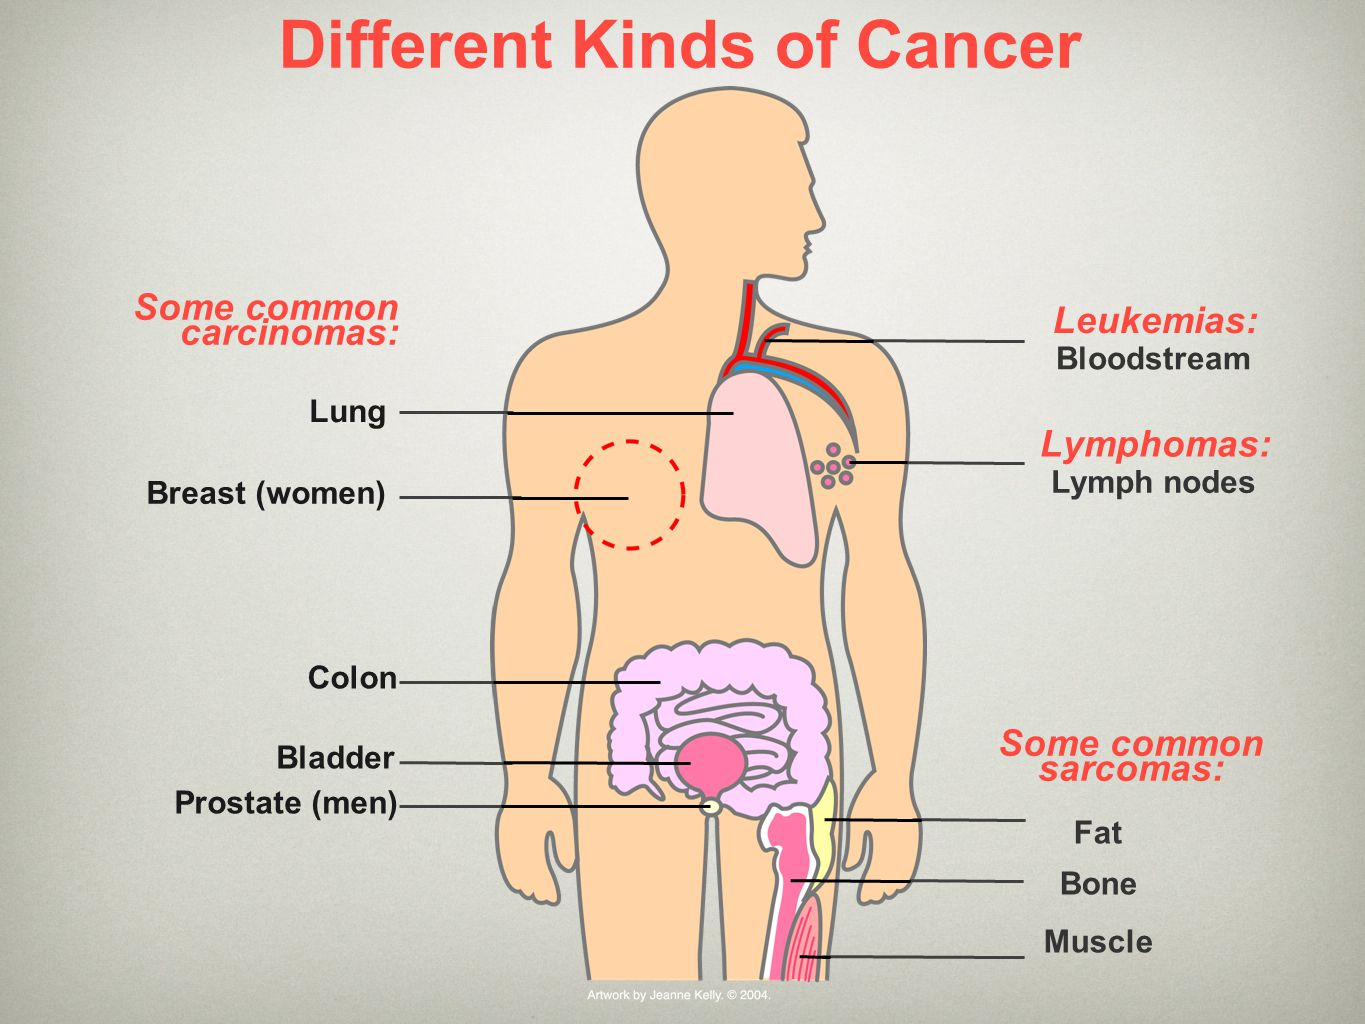 Different Kinds of Cancer
Some common
carcinomas:
Lung
Breast (women)
Colon
Bladder
Prostate (men)
Leukemias:
Bloodstream
Lymphomas:
Lymph nodes
Some common
sarcomas:
Fat
Bone
Muscle
Artwork by Jeanne Kelly. © 2004.